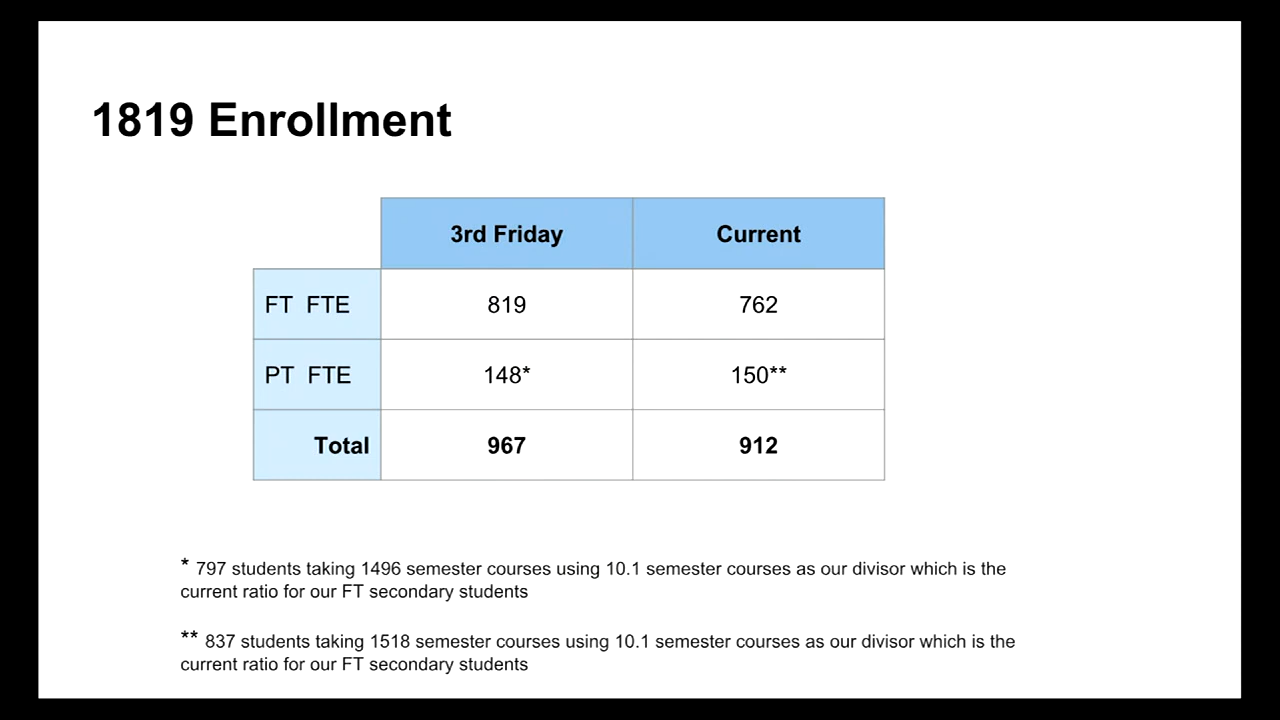 1819 Enrollment
3rd Friday Current
FT FTE 819 762
PT FTE 148* 150**
Total 967 912
* 797 students taking 1496 semester courses using 10.1 semester courses as our divisor which is the
current ratio for our FT secondary students
** 837 students taking 1518 semester courses using 10.1 semester courses as our divisor which is the
current ratio for our FT secondary students